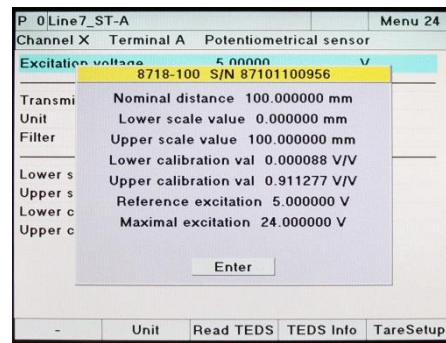 P 0 Line7_ST-A Menu 24
Channel X Terminal A Potentiometrical sensor
Excitation voltage 5.00000 V
8718-100 S/N 87101100956
Nominal distance 100.000000 mm
Lower scale value 0.000000 mm
Upper scale value 100.000000 mm
Lower calibration val 0.000088 V/V
Upper calibration val 0.911277 V/V
Reference excitation 5.000000 V
Maximal excitation 24.000000 V
Enter
Transmi
Unit
Filter
Lower s
Upper s
Lower c
Upper c
- Unit Read TEDS TEDS Info TareSetup